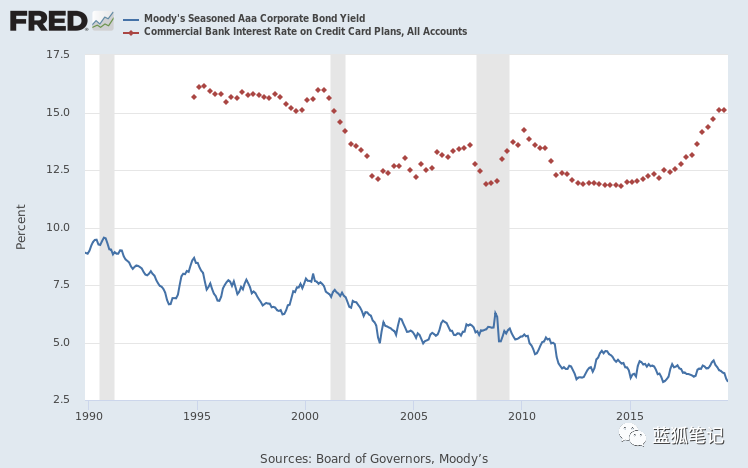 FRED
Moody's Seasoned Aaa Corporate Bond Yield
Commercial Bank Interest Rate on Credit Card Plans, All Accounts
17.5
15.0
12.5
10.0
7.5
5.0
2.5
Percent
1990
1995
2000
2005
2010
2015
蓝狐笔记
Sources: Board of Governors, Moody’s